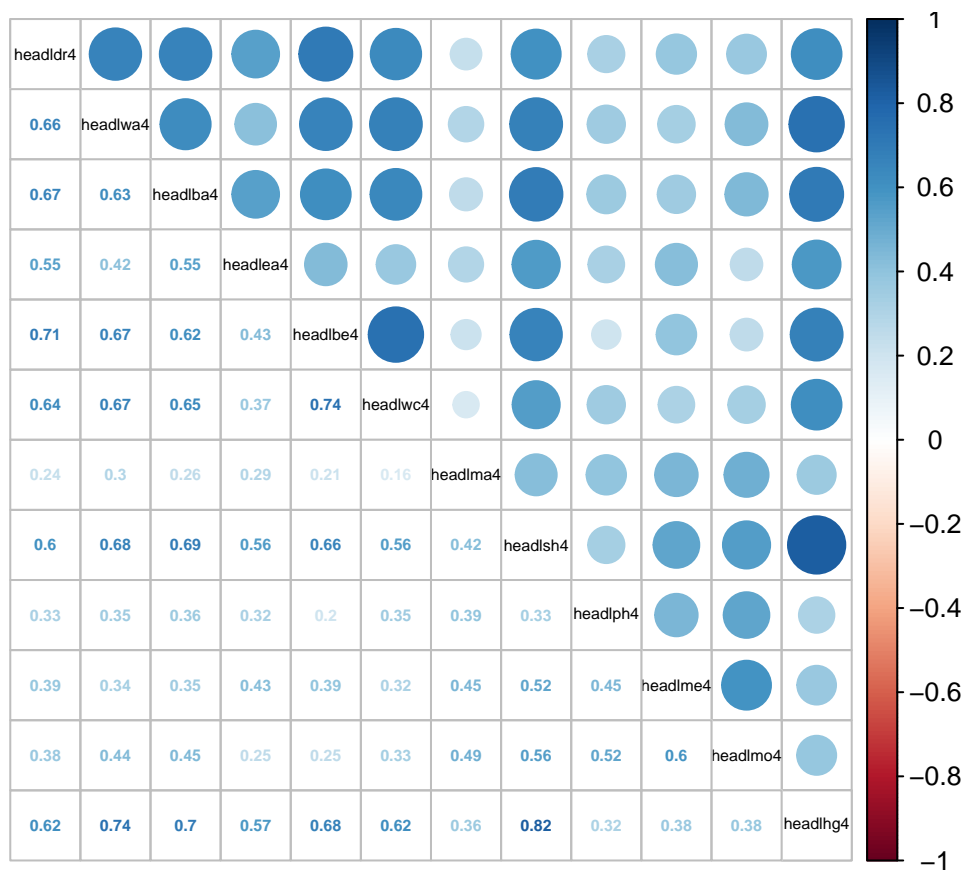 headldr4
0.66 headlwa4
0.67 0.63 headlba4
0.55 0.42 0.55 headlea4
0.71 0.67 0.62 0.43 headlbe4
0.64 0.67 0.65 0.37 0.74 headlwc4
0.24 0.3 0.26 0.29 0.21 0.16 headlma4
0.6 0.68 0.69 0.56 0.66 0.56 0.42 headlsh4
0.33 0.35 0.36 0.32 0.2 0.35 0.39 0.33 headlph4
0.39 0.34 0.35 0.43 0.39 0.32 0.45 0.52 0.45 headlme4
0.38 0.44 0.45 0.25 0.25 0.33 0.49 0.56 0.52 0.6 headlmo4
0.62 0.74 0.7 0.57 0.68 0.62 0.36 0.82 0.32 0.38 0.38 headlhg4
1
0.8
0.6
0.4
0.2
0
−0.2
−0.4
−0.6
−0.8
−1